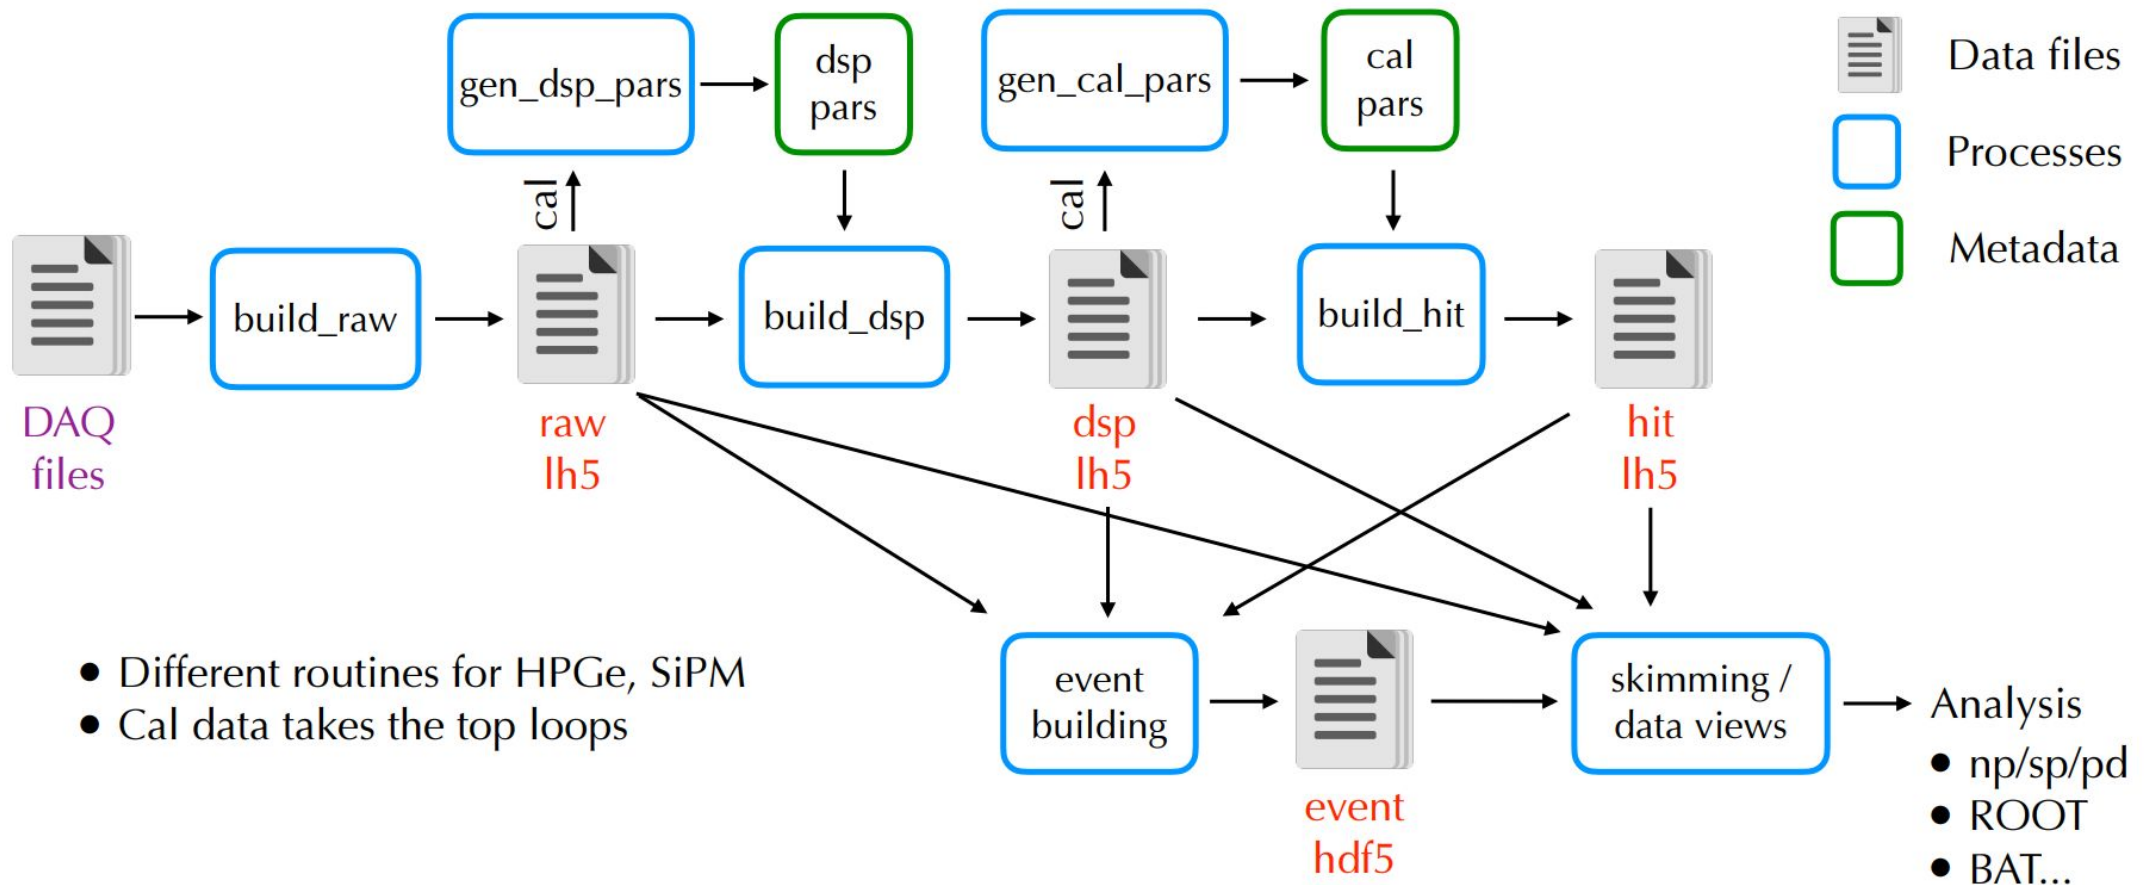 gen_dsp_pars
dsp
pars
gen_cal_pars
cal
pars
Data files
Processes
Metadata
cal
cal
build_raw
build_dsp
build_hit
DAQ
files
raw
lh5
dsp
lh5
hit
lh5
• Different routines for HPGe, SiPM
• Cal data takes the top loops
event
building
event
hdf5
skimming /
data views
Analysis
• np/sp/pd
• ROOT
• BAT...